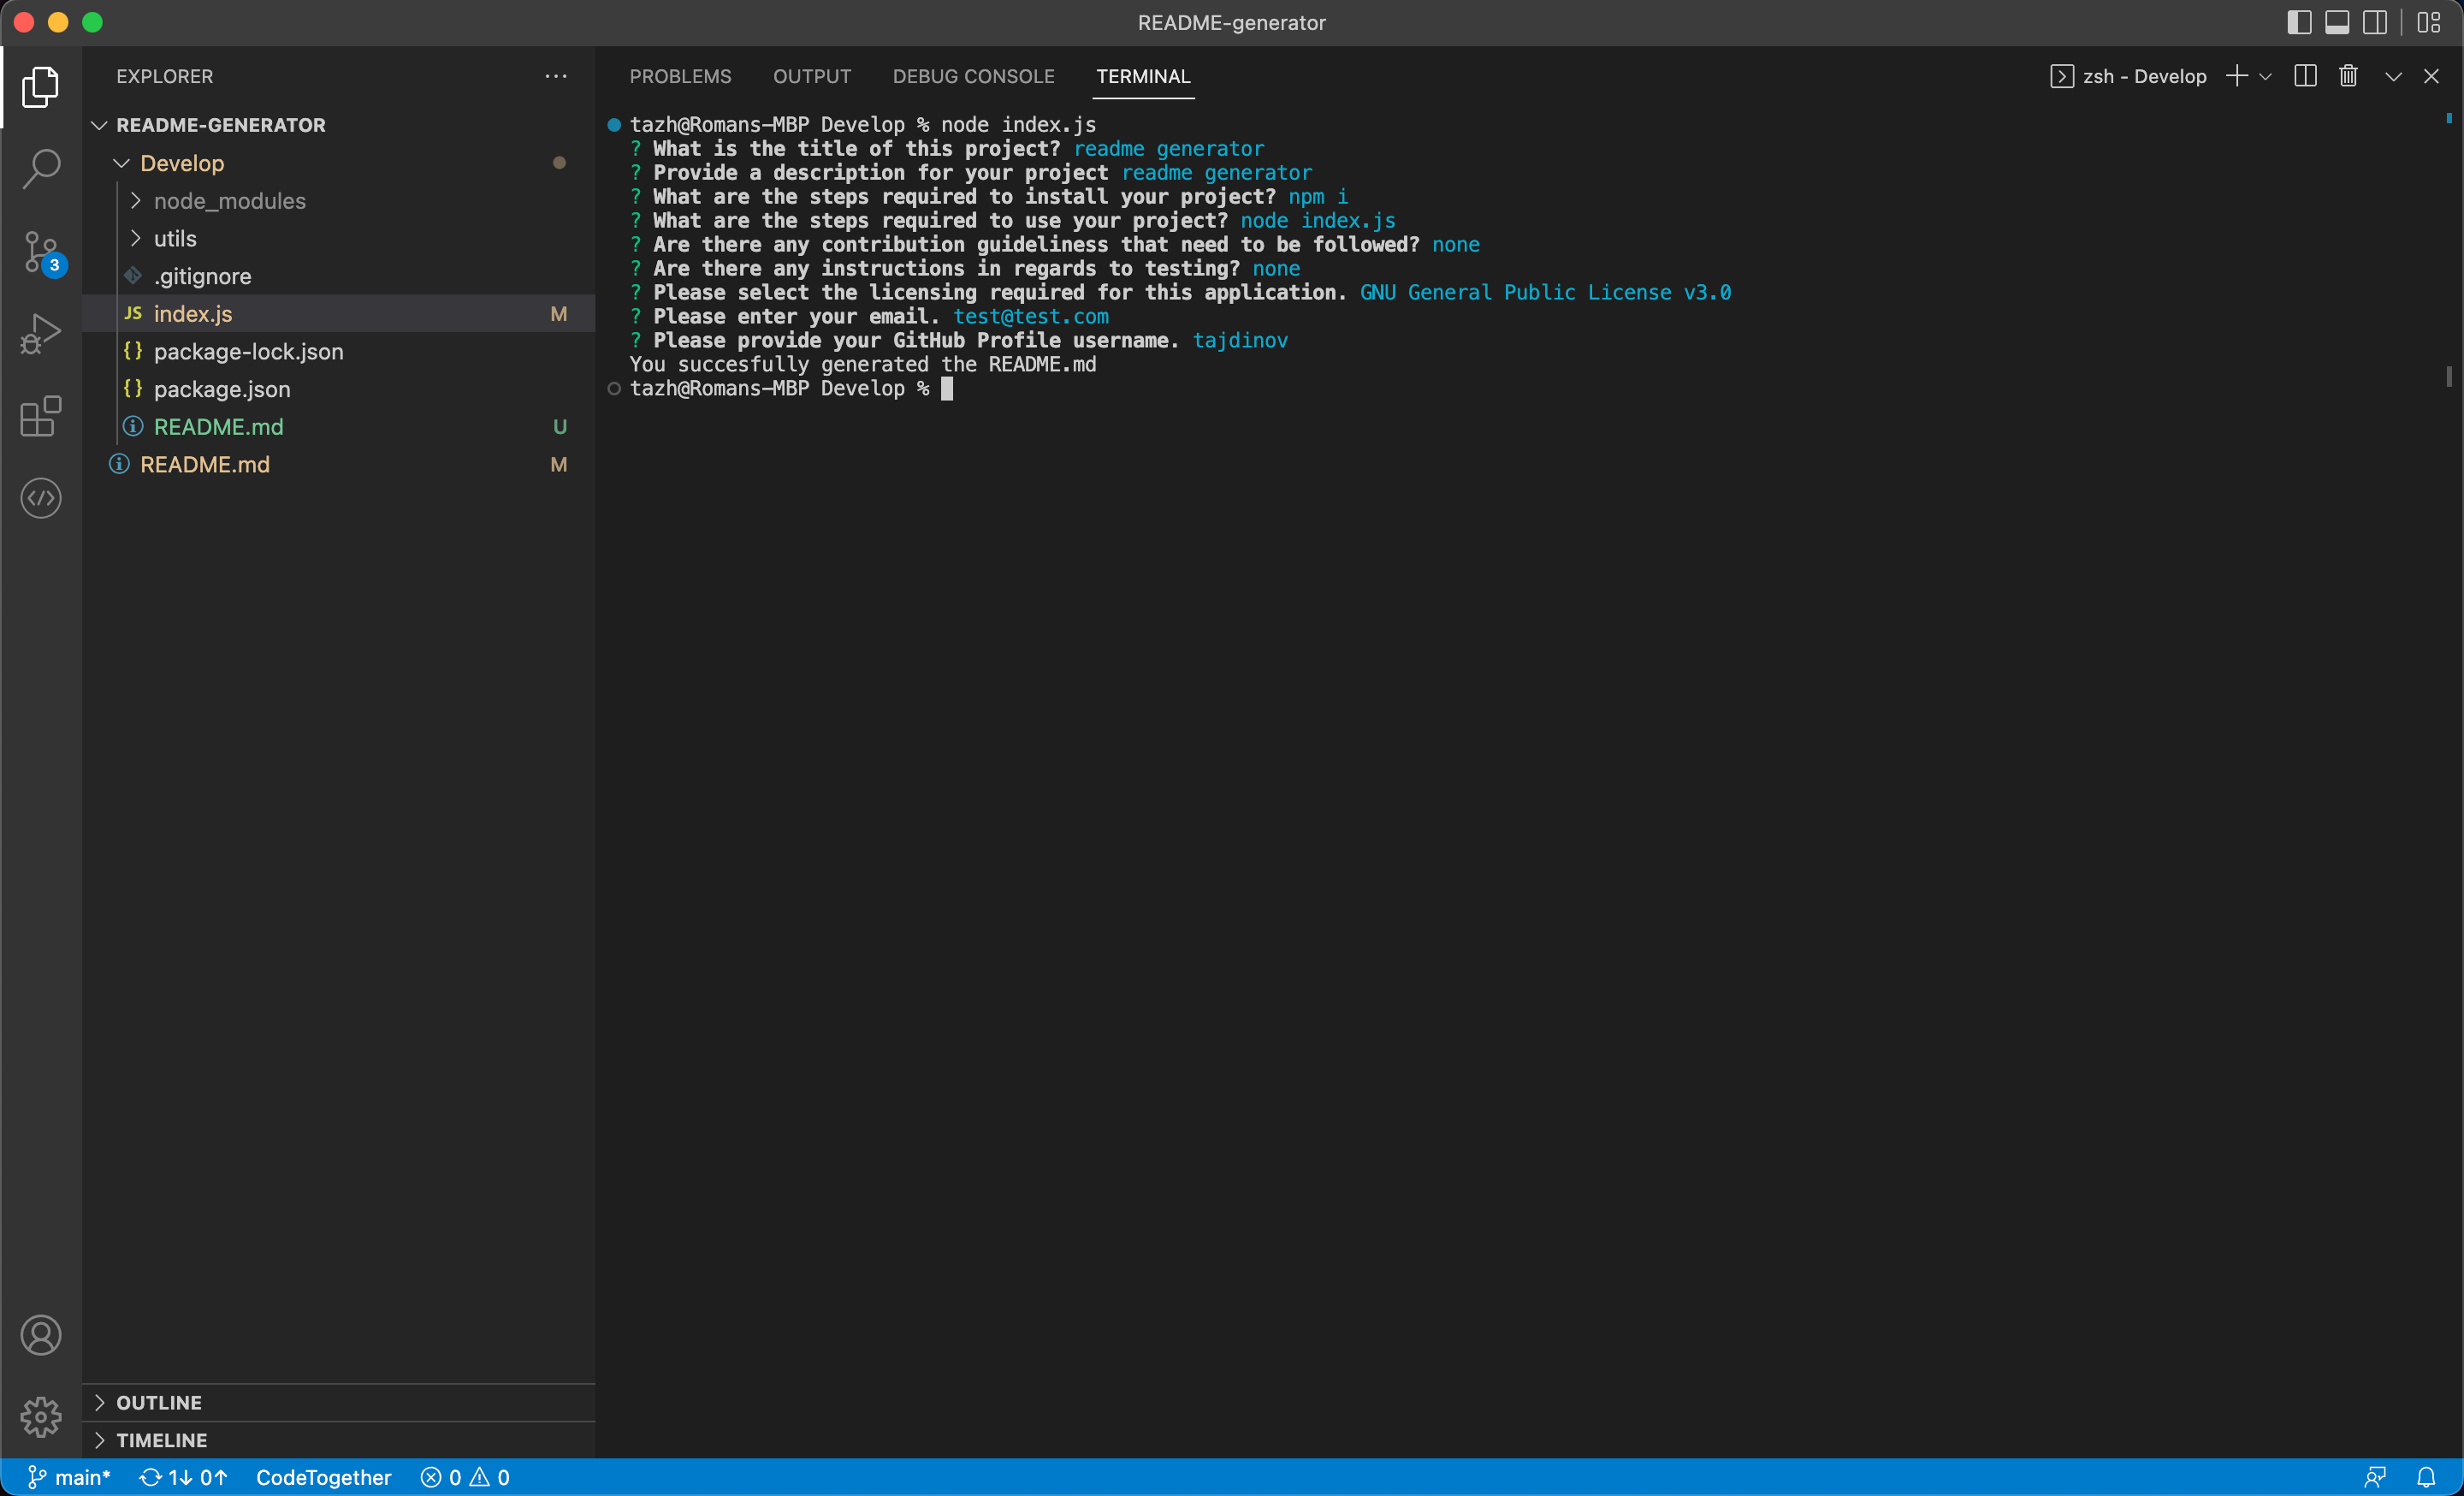 README-generator
EXPLORER
README-GENERATOR
Develop
node_modules
utils
.gitignore
JS index.js M
{} package-lock.json
{} package.json
README.md U
README.md M
OUTLINE
TIMELINE
3
PROBLEMS OUTPUT DEBUG CONSOLE TERMINAL zsh - Develop
tazh@Romans-MBP Develop % node index.js
? What is the title of this project? readme generator
? Provide a description for your project readme generator
? What are the steps required to install your project? npm i
? What are the steps required to use your project? node index.js
? Are there any contribution guideliness that need to be followed? none
? Are there any instructions in regards to testing? none
? Please select the licensing required for this application. GNU General Public License v3.0
? Please enter your email. test@test.com
? Please provide your GitHub Profile username. tajdinov
You succesfully generated the README.md
tazh@Romans-MBP Develop %
main* 1↓ 0↑ CodeTogether 0 0